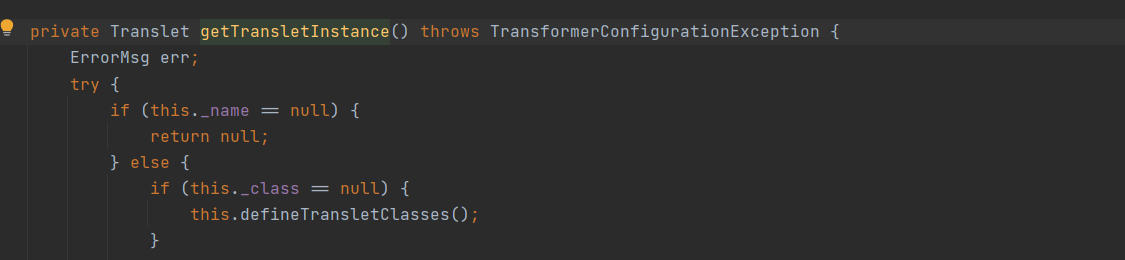 private Translet getTransletInstance() throws TransformerConfigurationException {
    ErrorMsg err;
    try {
        if (this._name == null) {
            return null;
        } else {
            if (this._class == null) {
                this.defineTransletClasses();
            }